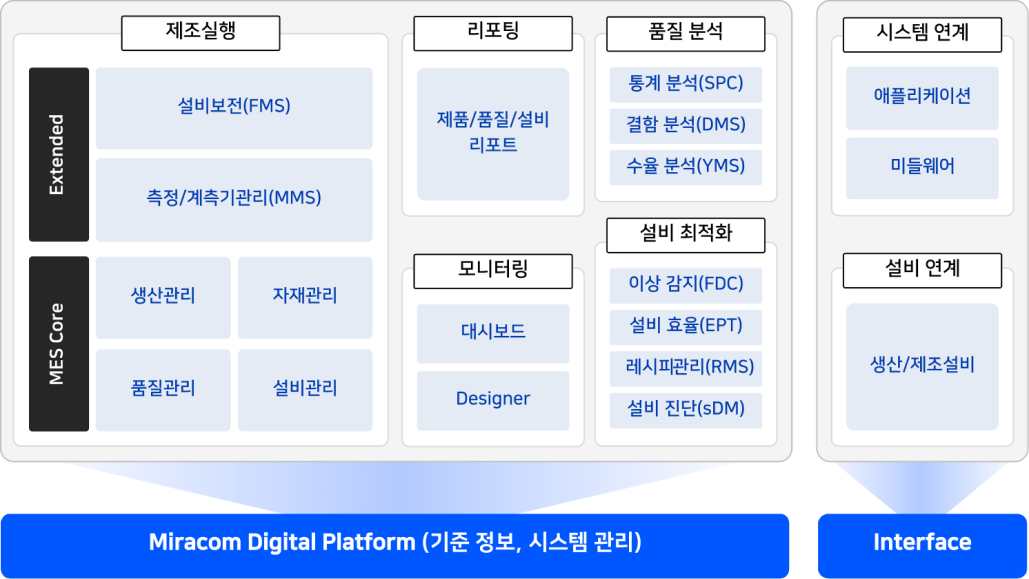 제조실행
Extended
설비보전(FMS)
측정/계측기관리(MMS)
MES Core
생산관리
자재관리
품질관리
설비관리
리포팅
제품/품질/설비
리포트
모니터링
대시보드
Designer
품질 분석
통계 분석(SPC)
결함 분석(DMS)
수율 분석(YMS)
설비 최적화
이상 감지(FDC)
설비 효율(EPT)
레시피관리(RMS)
설비 진단(sDM)
시스템 연계
애플리케이션
미들웨어
설비 연계
생산/제조설비
Miracom Digital Platform (기준 정보, 시스템 관리)
Interface